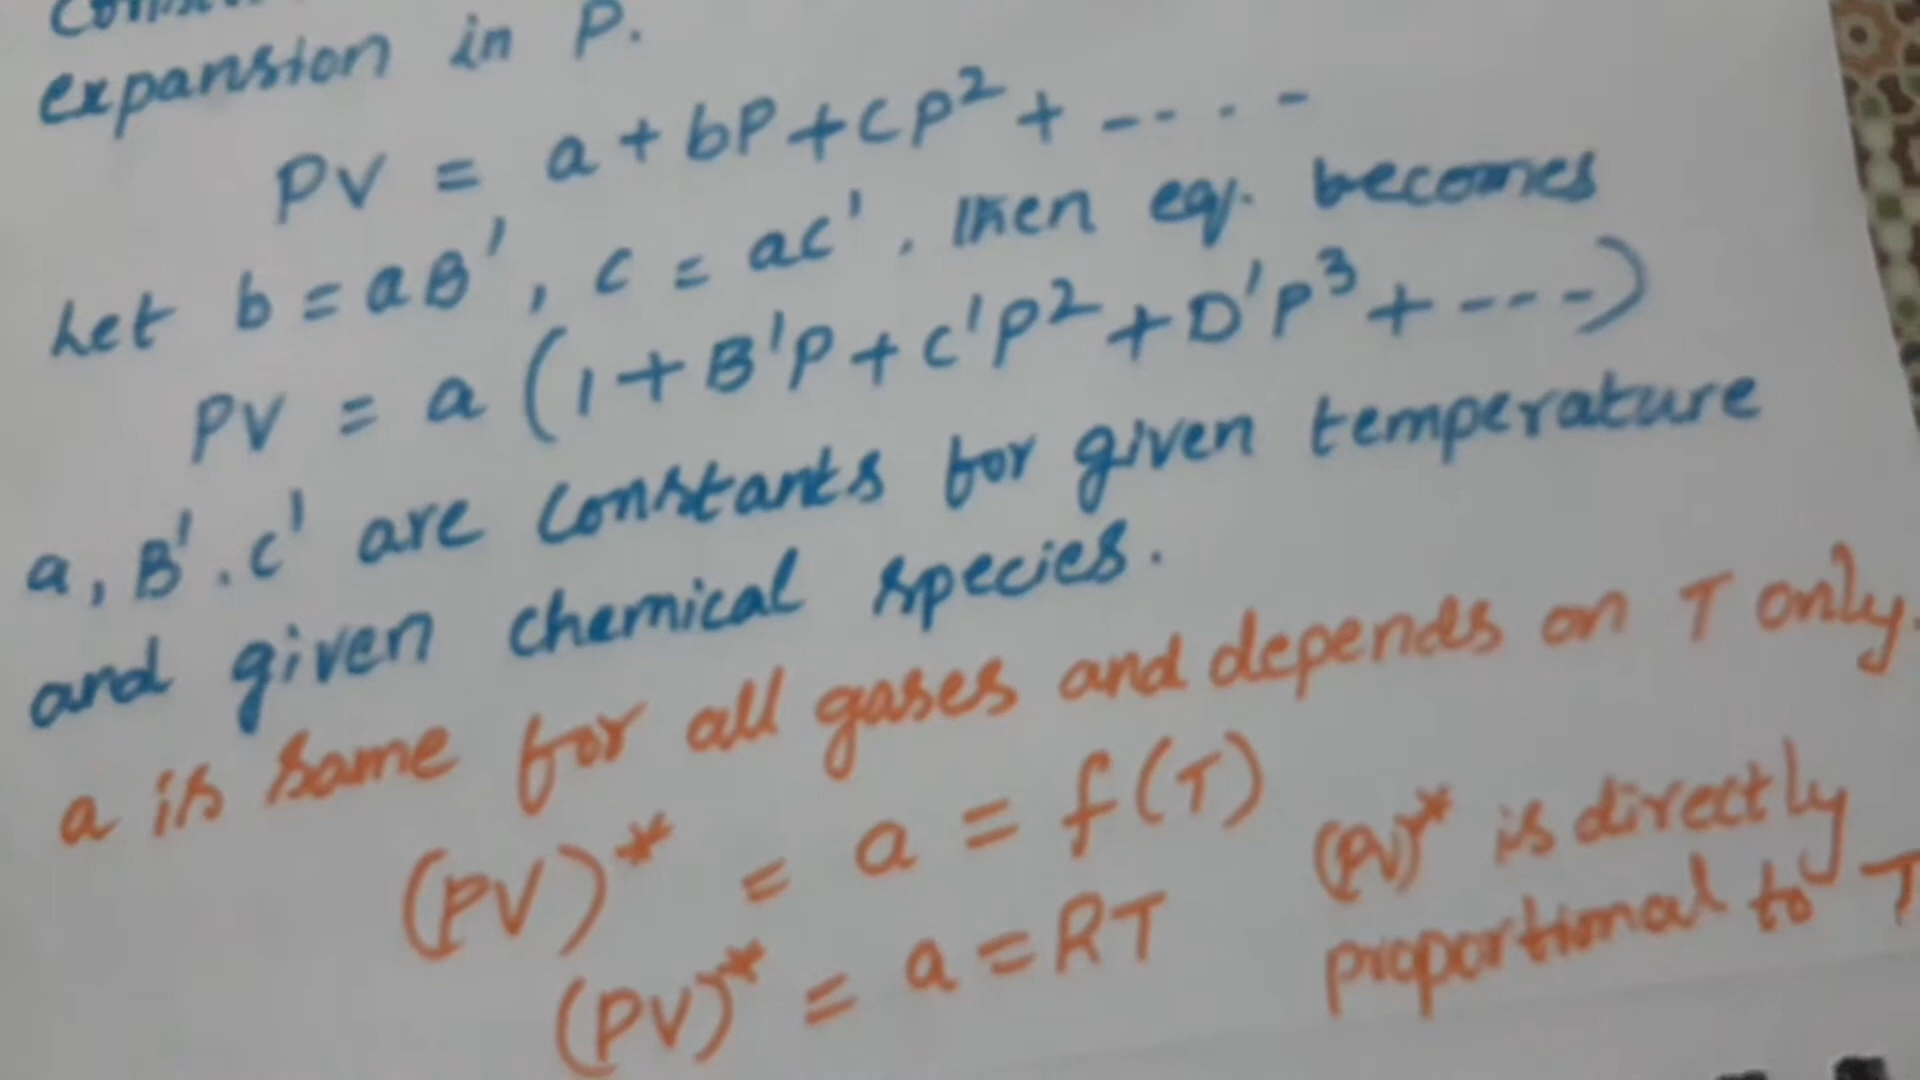 expansion in P.
PV = a + bP + CP² + - - - - -
Let b = aB', c = ac'. Then eq. becomes
PV = a (1 + B'P + C'P² + D'P³ + - - - -)
a, B'. C' are constants for given temperature
and given chemical species.
a is same for all gases and depends on T only.
(PV)* = a = f(T)
(PV)* = a = RT
(PV)* is directly
proportional to T